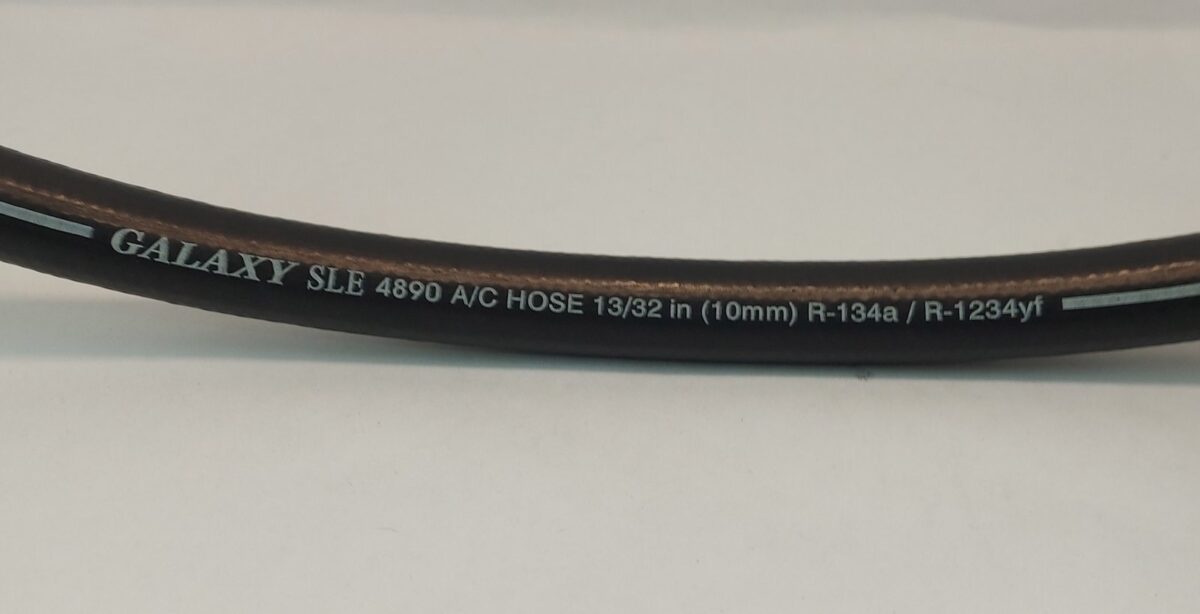 GALAXY SLE 4890 A/C HOSE 13/32 in (10mm) R-134a / R-1234yf